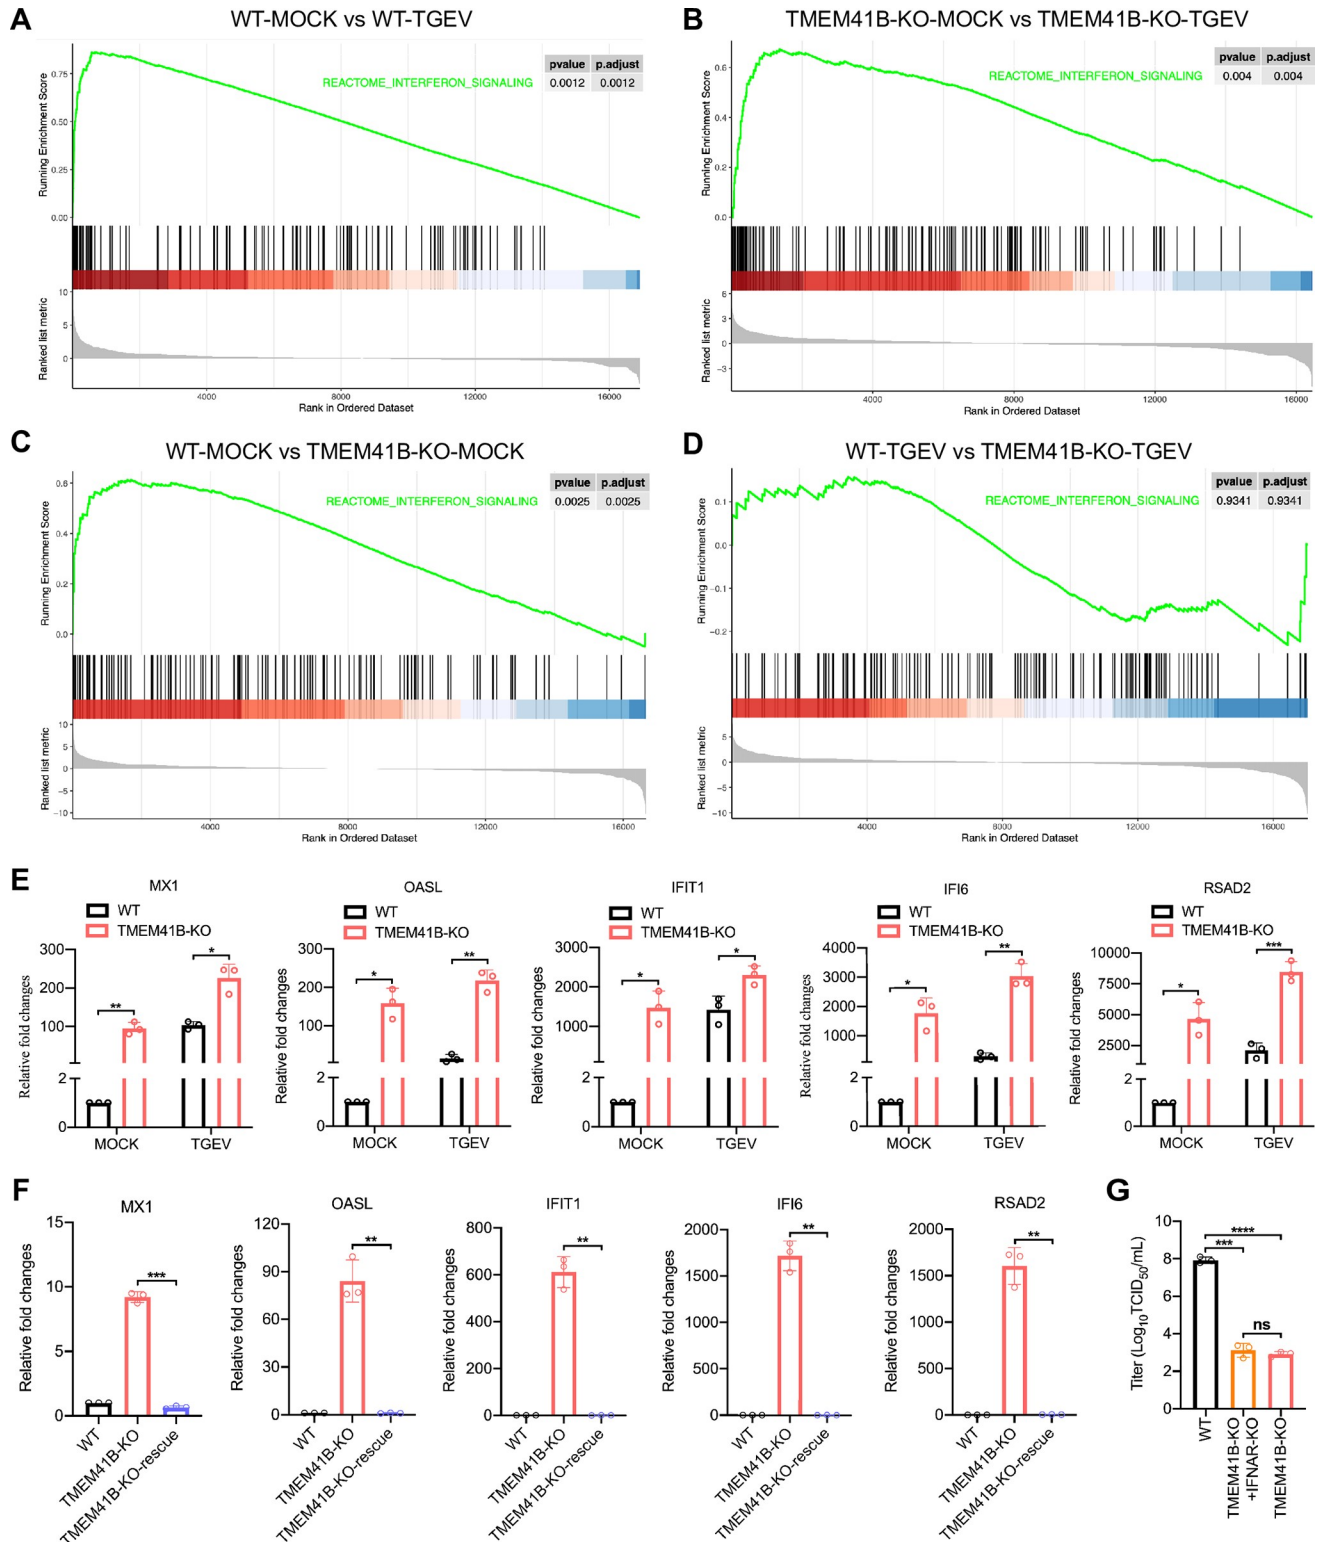 A
WT-MOCK vs WT-TGEV
Running Enrichment Score
0.75
0.50
0.25
0.00
REACTOME_INTERFERON_SIGNALING
pvalue p.adjust
0.0012 0.0012
Ranked list metric
10
5
0
4000 8000 12000 16000
Rank in Ordered Dataset
B
TMEM41B-KO-MOCK vs TMEM41B-KO-TGEV
Running Enrichment Score
0.6
0.4
0.2
0.0
REACTOME_INTERFERON_SIGNALING
pvalue p.adjust
0.004 0.004
Ranked list metric
6
3
0
−3
4000 8000 12000 16000
Rank in Ordered Dataset
C
WT-MOCK vs TMEM41B-KO-MOCK
Running Enrichment Score
0.6
0.4
0.2
0.0
REACTOME_INTERFERON_SIGNALING
pvalue p.adjust
0.0025 0.0025
Ranked list metric
10
5
0
−5
−10
4000 8000 12000 16000
Rank in Ordered Dataset
D
WT-TGEV vs TMEM41B-KO-TGEV
Running Enrichment Score
0.1
0.0
−0.1
−0.2
REACTOME_INTERFERON_SIGNALING
pvalue p.adjust
0.9341 0.9341
Ranked list metric
5
0
−5
−10
4000 8000 12000 16000
Rank in Ordered Dataset
E
MX1
WT
TMEM41B-KO
Relative fold changes
300
200
100
2
0
**
*
MOCK TGEV
OASL
WT
TMEM41B-KO
Relative fold changes
300
200
100
2
0
*
**
MOCK TGEV
IFIT1
WT
TMEM41B-KO
Relative fold changes
3000
2000
1000
2
0
*
*
MOCK TGEV
IFI6
WT
TMEM41B-KO
Relative fold changes
4000
3000
2000
1000
2
0
*
**
MOCK TGEV
RSAD2
WT
TMEM41B-KO
Relative fold changes
10000
7500
5000
2500
2
0
*
***
MOCK TGEV
F
MX1
Relative fold changes
15
10
5
0
***
WT
TMEM41B-KO
TMEM41B-KO-rescue
OASL
Relative fold changes
120
90
60
30
0
**
WT
TMEM41B-KO
TMEM41B-KO-rescue
IFIT1
Relative fold changes
800
600
400
200
0
**
WT
TMEM41B-KO
TMEM41B-KO-rescue
IFI6
Relative fold changes
2000
1500
1000
500
0
**
WT
TMEM41B-KO
TMEM41B-KO-rescue
RSAD2
Relative fold changes
2000
1500
1000
500
0
**
WT
TMEM41B-KO
TMEM41B-KO-rescue
G
Titer (Log10TCID50/mL)
10
8
6
4
2
0
****
***
ns
WT
TMEM41B-KO
+IFNAR-KO
TMEM41B-KO